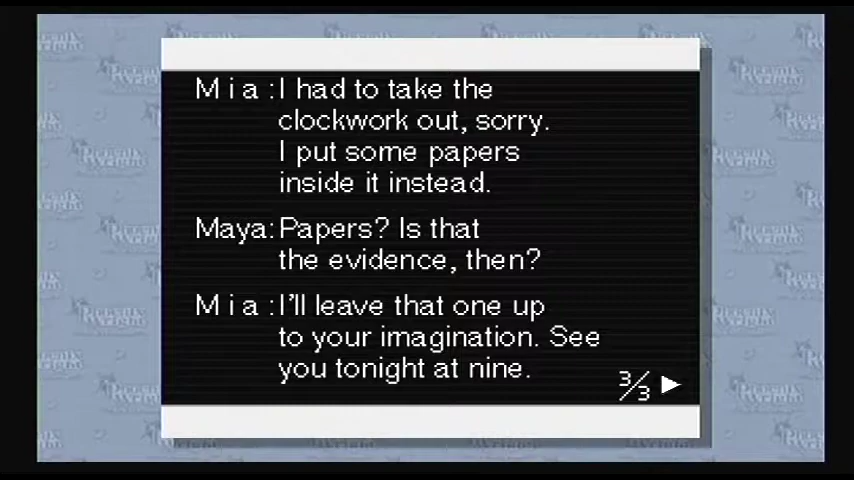 Mia :I had to take the
clockwork out, sorry.
I put some papers
inside it instead.
Maya:Papers? Is that
the evidence, then?
Mia :I'll leave that one up
to your imagination. See
you tonight at nine.
3/3